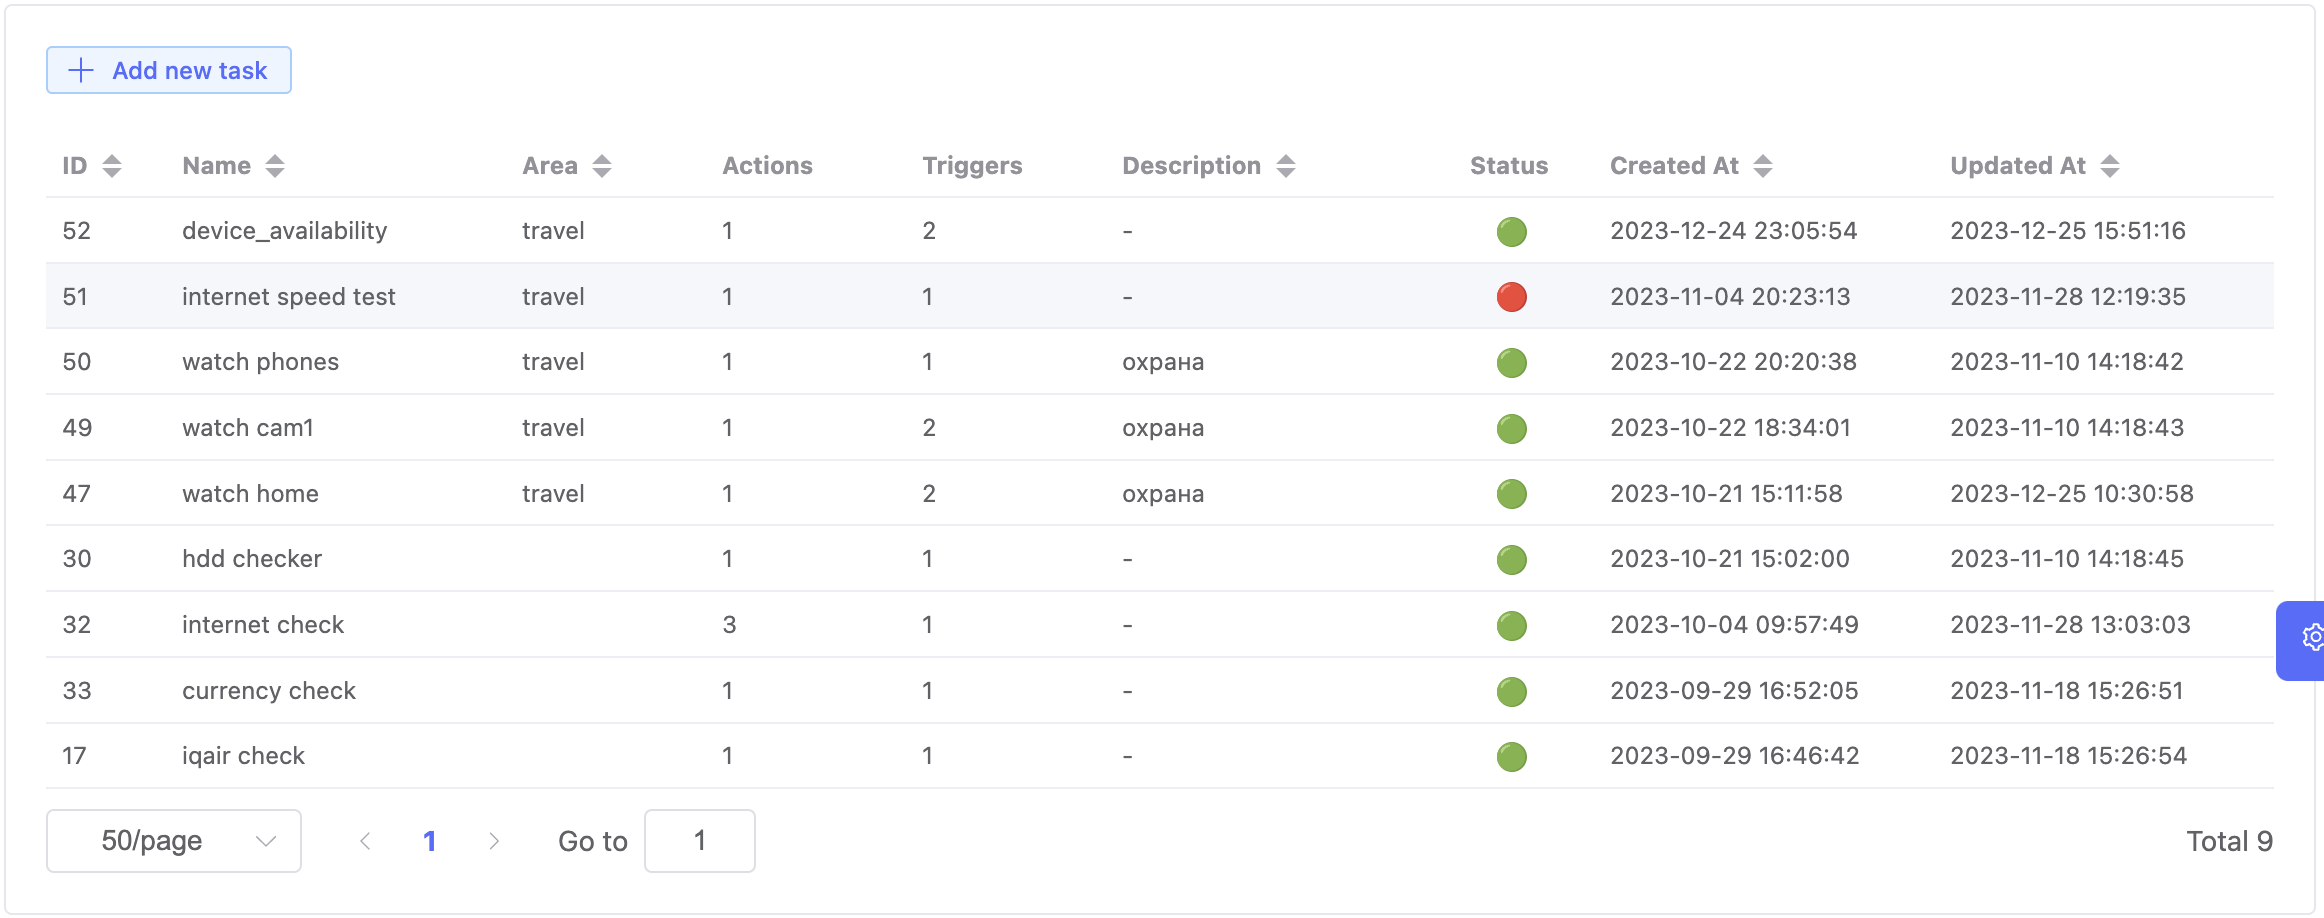 Add new task
ID Name Area Actions Triggers Description Status Created At Updated At
52 device_availability travel 1 2 - 2023-12-24 23:05:54 2023-12-25 15:51:16
51 internet speed test travel 1 1 - 2023-11-04 20:23:13 2023-11-28 12:19:35
50 watch phones travel 1 1 охрана 2023-10-22 20:20:38 2023-11-10 14:18:42
49 watch cam1 travel 1 2 охрана 2023-10-22 18:34:01 2023-11-10 14:18:43
47 watch home travel 1 2 охрана 2023-10-21 15:11:58 2023-12-25 10:30:58
30 hdd checker 1 1 - 2023-10-21 15:02:00 2023-11-10 14:18:45
32 internet check 3 1 - 2023-10-04 09:57:49 2023-11-28 13:03:03
33 currency check 1 1 - 2023-09-29 16:52:05 2023-11-18 15:26:51
17 iqair check 1 1 - 2023-09-29 16:46:42 2023-11-18 15:26:54
50/page 1 Go to 1 Total 9